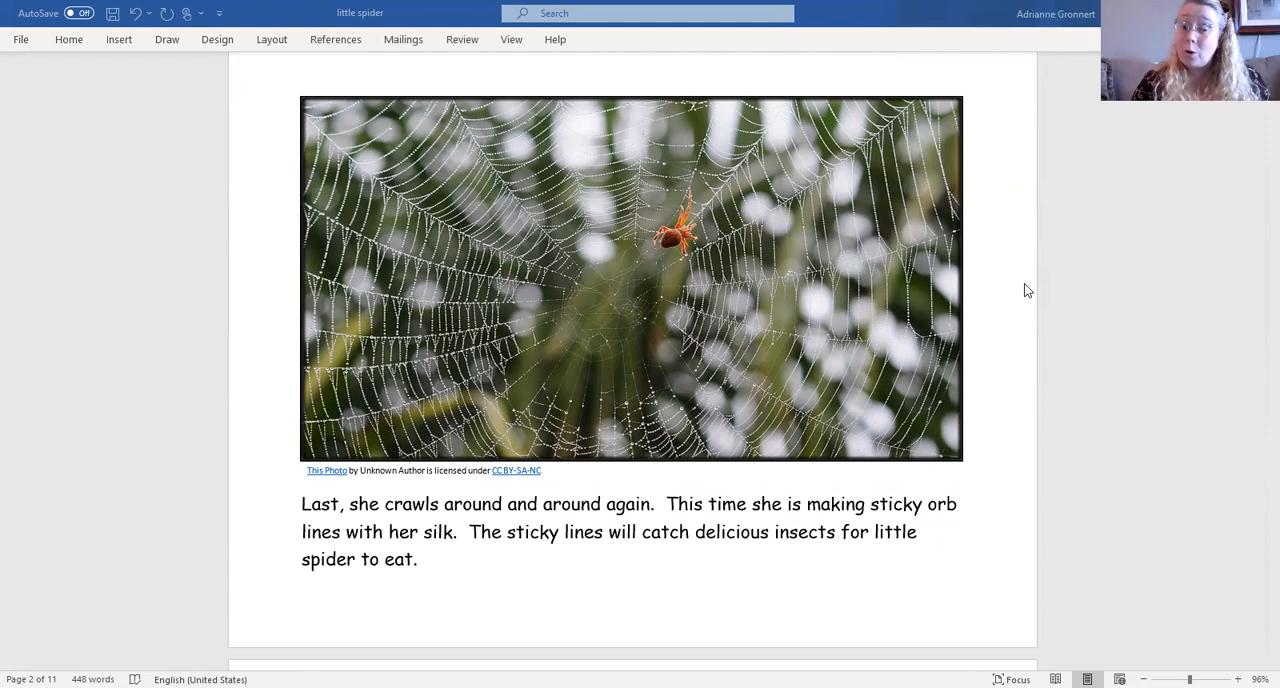 AutoSave Off little spider Search Adrianne Gronnert
File Home Insert Draw Design Layout References Mailings Review View Help
This Photo by Unknown Author is licensed under CC BY-SA-NC
Last, she crawls around and around again. This time she is making sticky orb
lines with her silk. The sticky lines will catch delicious insects for little
spider to eat.
Page 2 of 11 448 words English (United States) Focus 96%